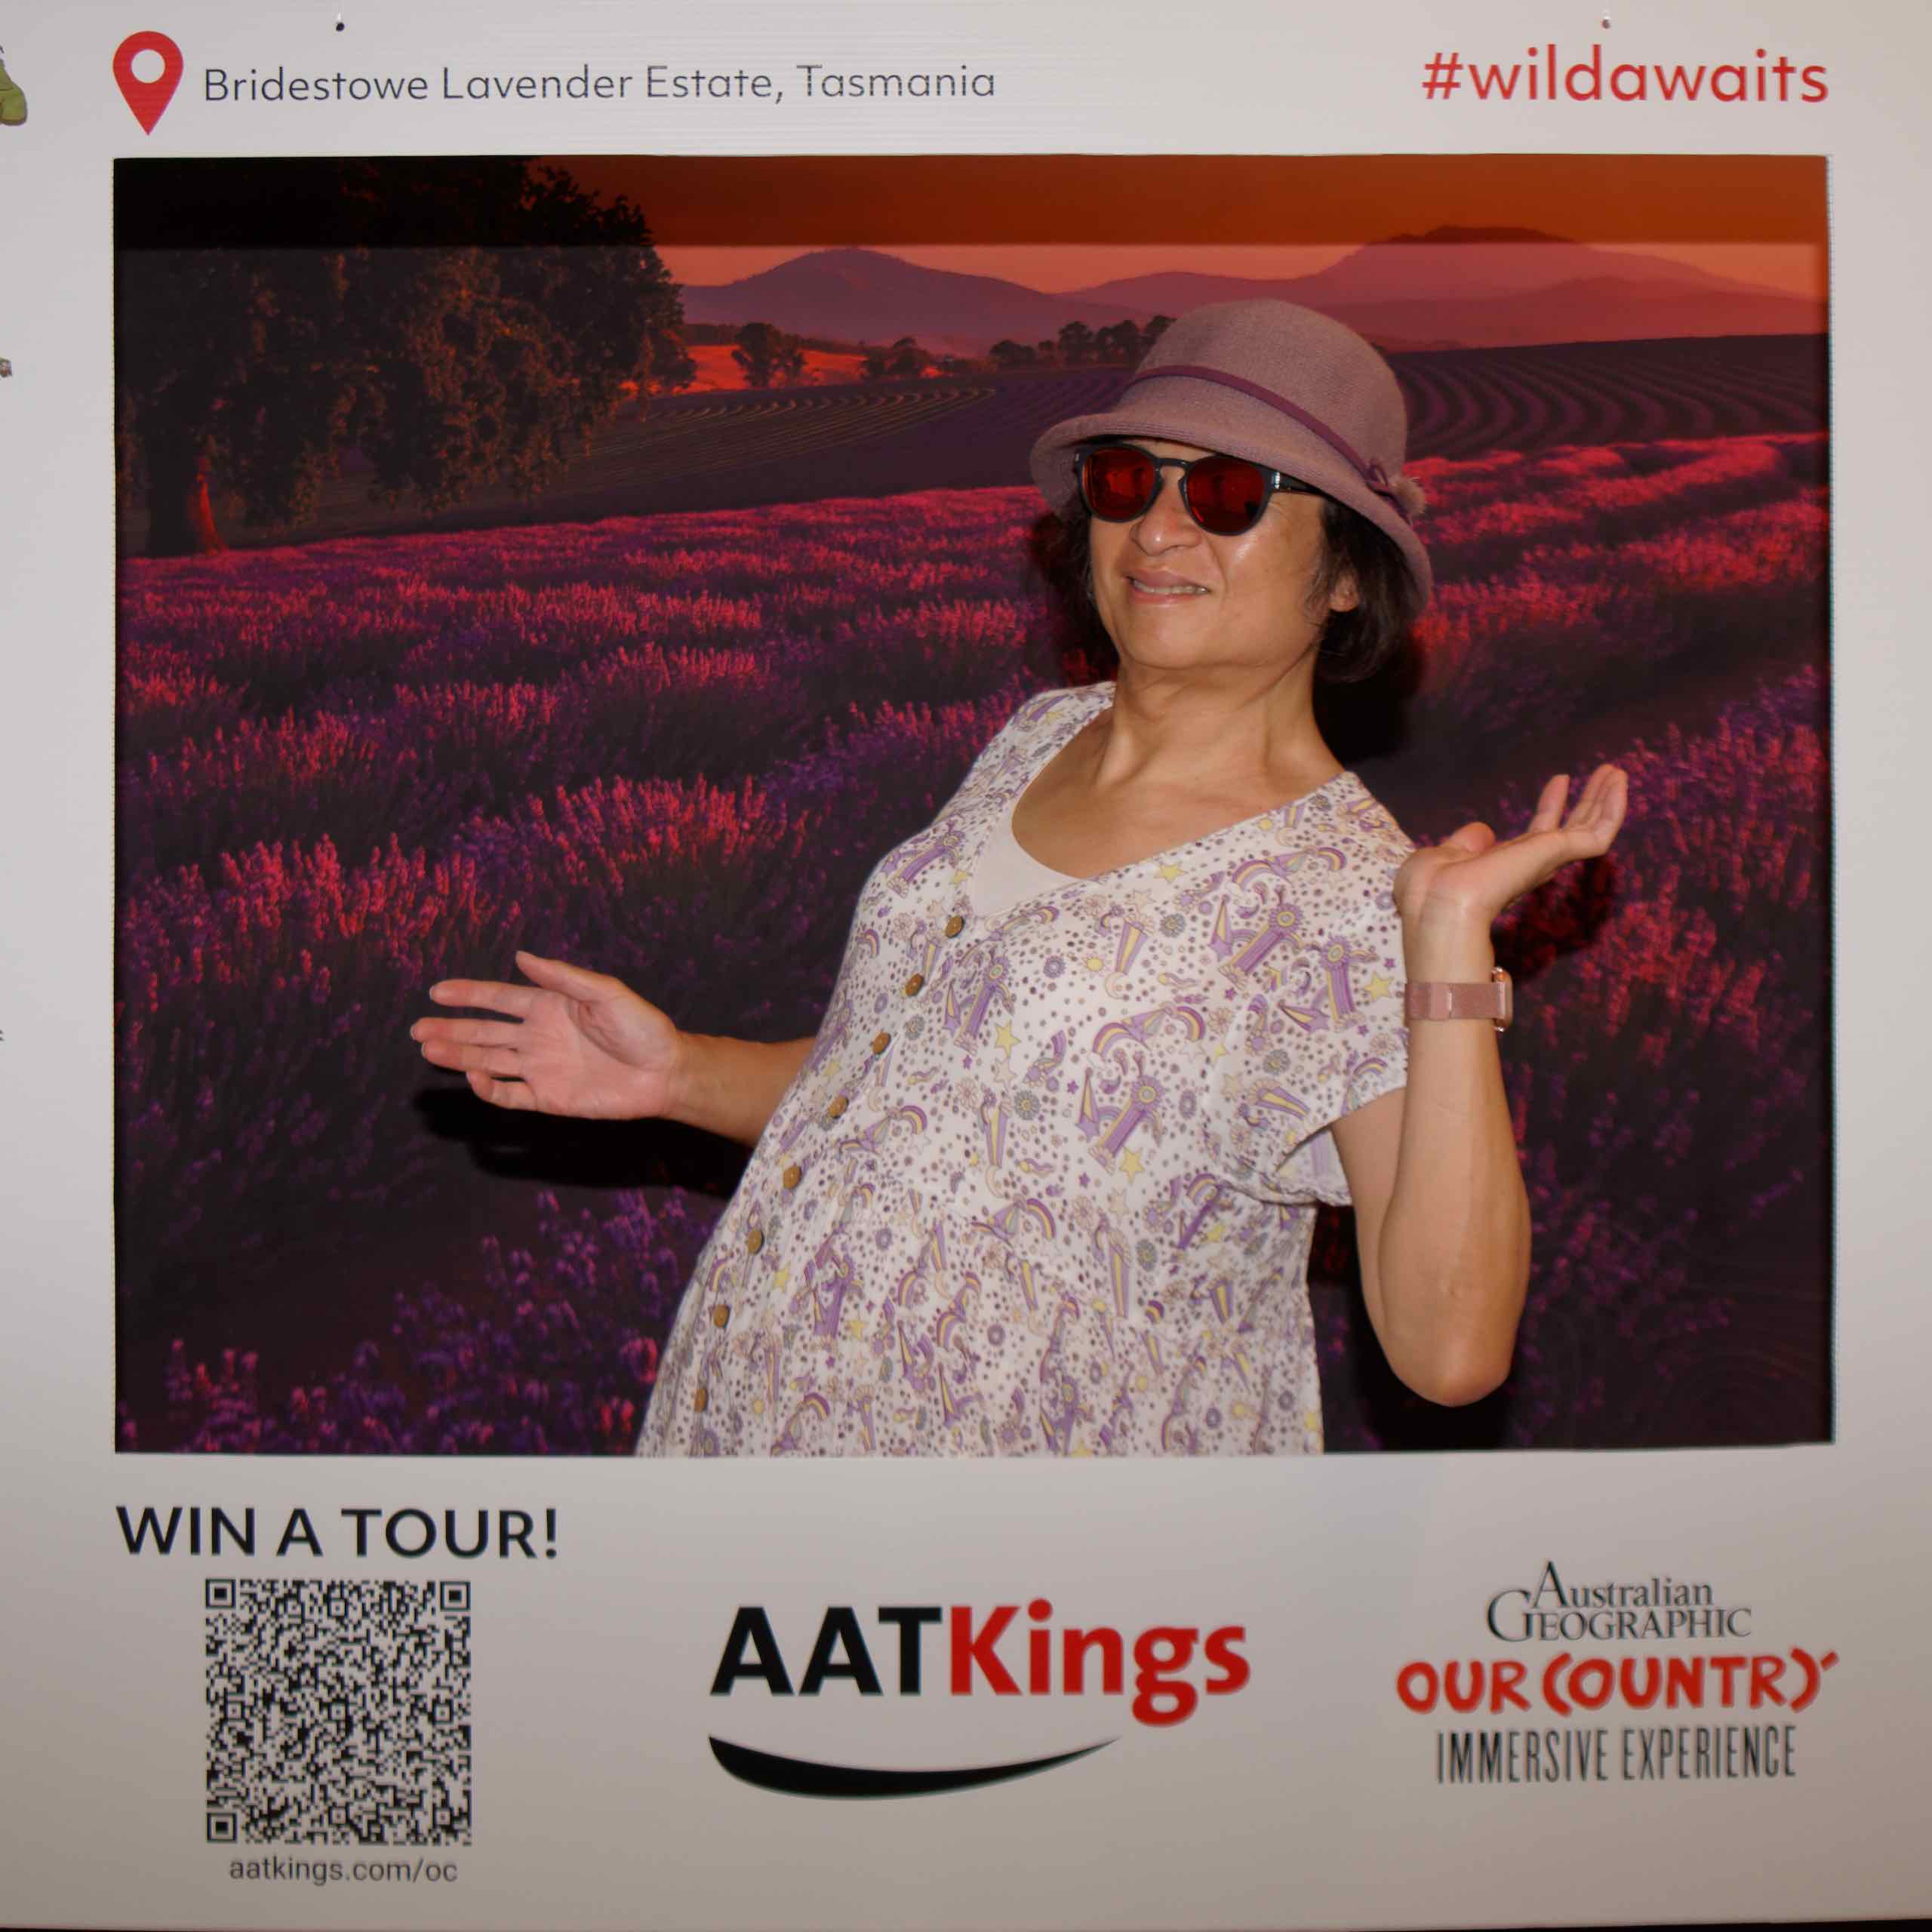 Bridestowe Lavender Estate, Tasmania
#wildawaits
WIN A TOUR!
aatkings.com/oc
AATKings
Australian
GEOGRAPHIC
OUR COUNTRY
IMMERSIVE EXPERIENCE